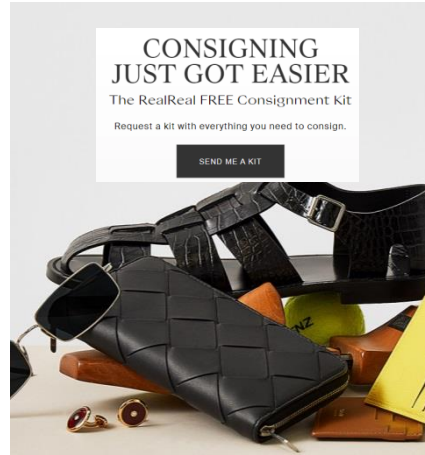 CONSIGNING
JUST GOT EASIER
The RealReal FREE Consignment Kit
Request a kit with everything you need to consign.
SEND ME A KIT